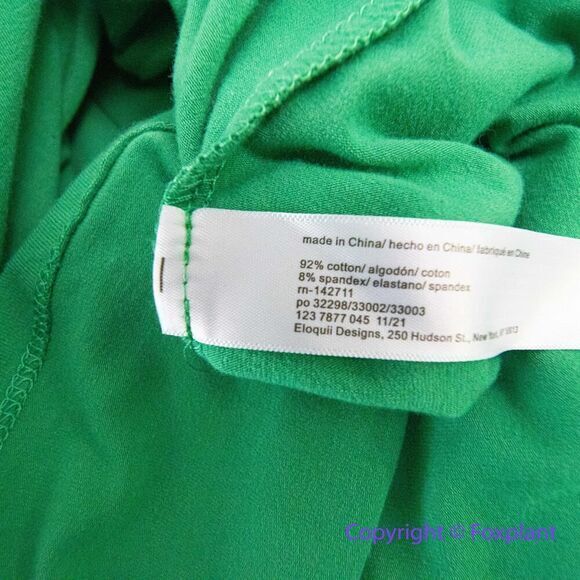 made in China/ hecho en China/ fabriqué en Chine
92% cotton/ algodón/ coton
8% spandex/ elastano/ spandex
rn-142711
po 32298/33002/33003
123 7877 045 11/21
Eloquii Designs, 250 Hudson St., New York,
Copyright © Foxplant